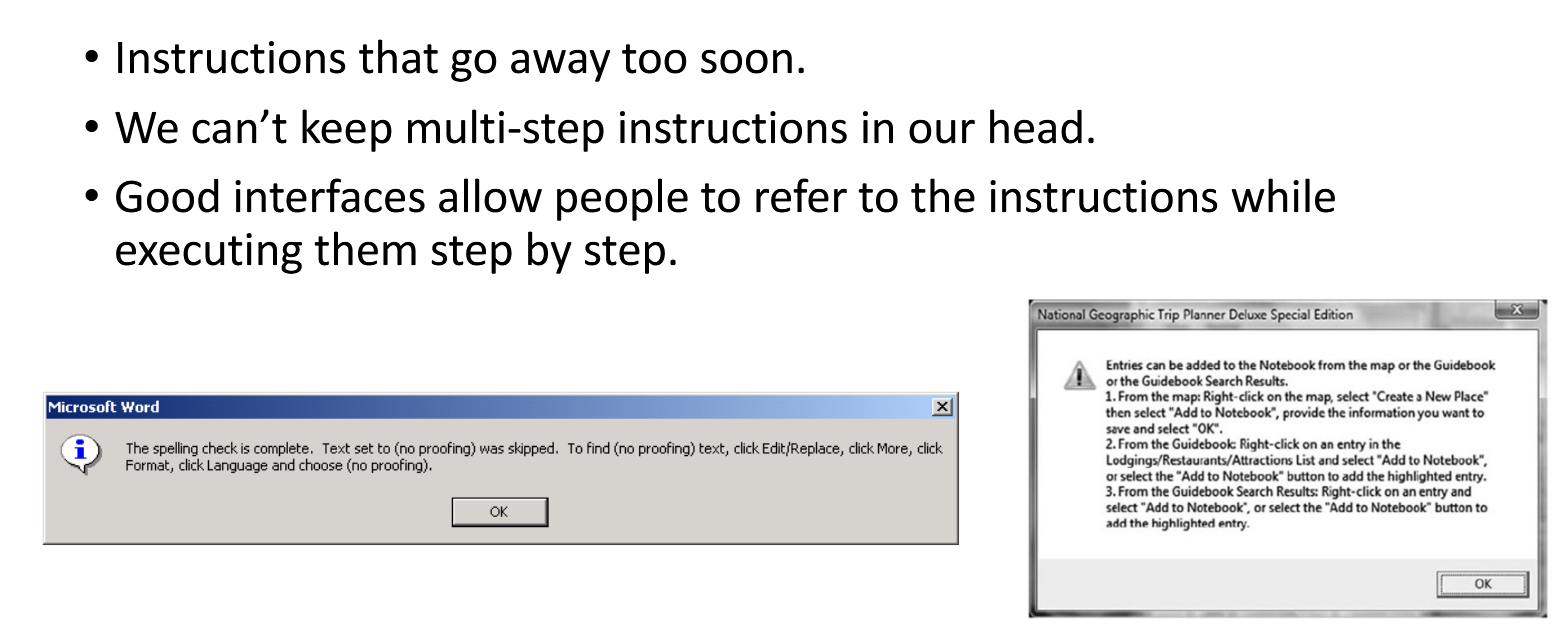 • Instructions that go away too soon.
• We can’t keep multi-step instructions in our head.
• Good interfaces allow people to refer to the instructions while
executing them step by step.
Microsoft Word
The spelling check is complete. Text set to (no proofing) was skipped. To find (no proofing) text, click Edit/Replace, click More, click
Format, click Language and choose (no proofing).
OK
National Geographic Trip Planner Deluxe Special Edition
Entries can be added to the Notebook from the map or the Guidebook
or the Guidebook Search Results.
1. From the map: Right-click on the map, select "Create a New Place"
then select "Add to Notebook", provide the information you want to
save and select "OK".
2. From the Guidebook: Right-click on an entry in the
Lodgings/Restaurants/Attractions List and select "Add to Notebook",
or select the "Add to Notebook" button to add the highlighted entry.
3. From the Guidebook Search Results: Right-click on an entry and
select "Add to Notebook", or select the "Add to Notebook" button to
add the highlighted entry.
OK